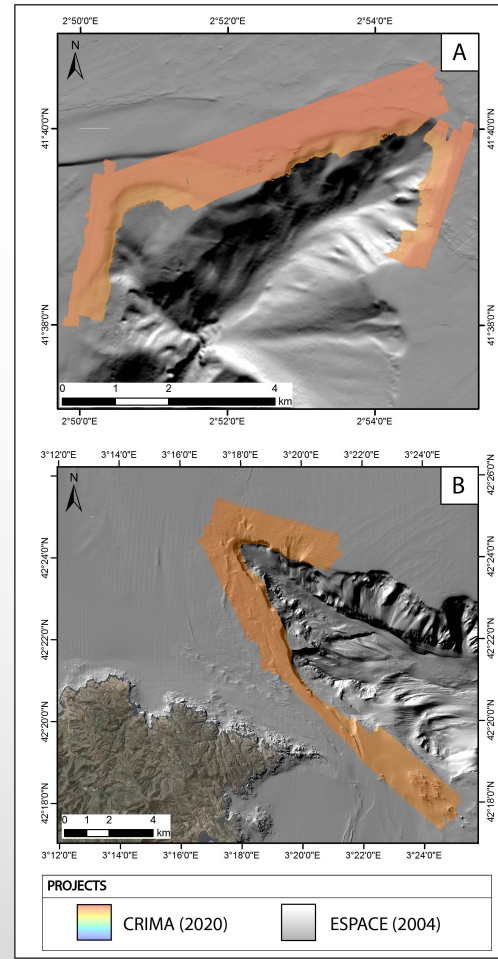 2°50'0"E 2°52'0"E 2°54'0"E
N
A
41°40'0"N 41°40'0"N
41°38'0"N 41°38'0"N
0 1 2 4
km
2°50'0"E 2°52'0"E 2°54'0"E
3°12'0"E 3°14'0"E 3°16'0"E 3°18'0"E 3°20'0"E 3°22'0"E 3°24'0"E
N
B
42°26'0"N
42°24'0"N 42°24'0"N
42°22'0"N 42°22'0"N
42°20'0"N 42°20'0"N
42°18'0"N 42°18'0"N
0 1 2 4
km
3°12'0"E 3°14'0"E 3°16'0"E 3°18'0"E 3°20'0"E 3°22'0"E 3°24'0"E
PROJECTS
CRIMA (2020) ESPACE (2004)